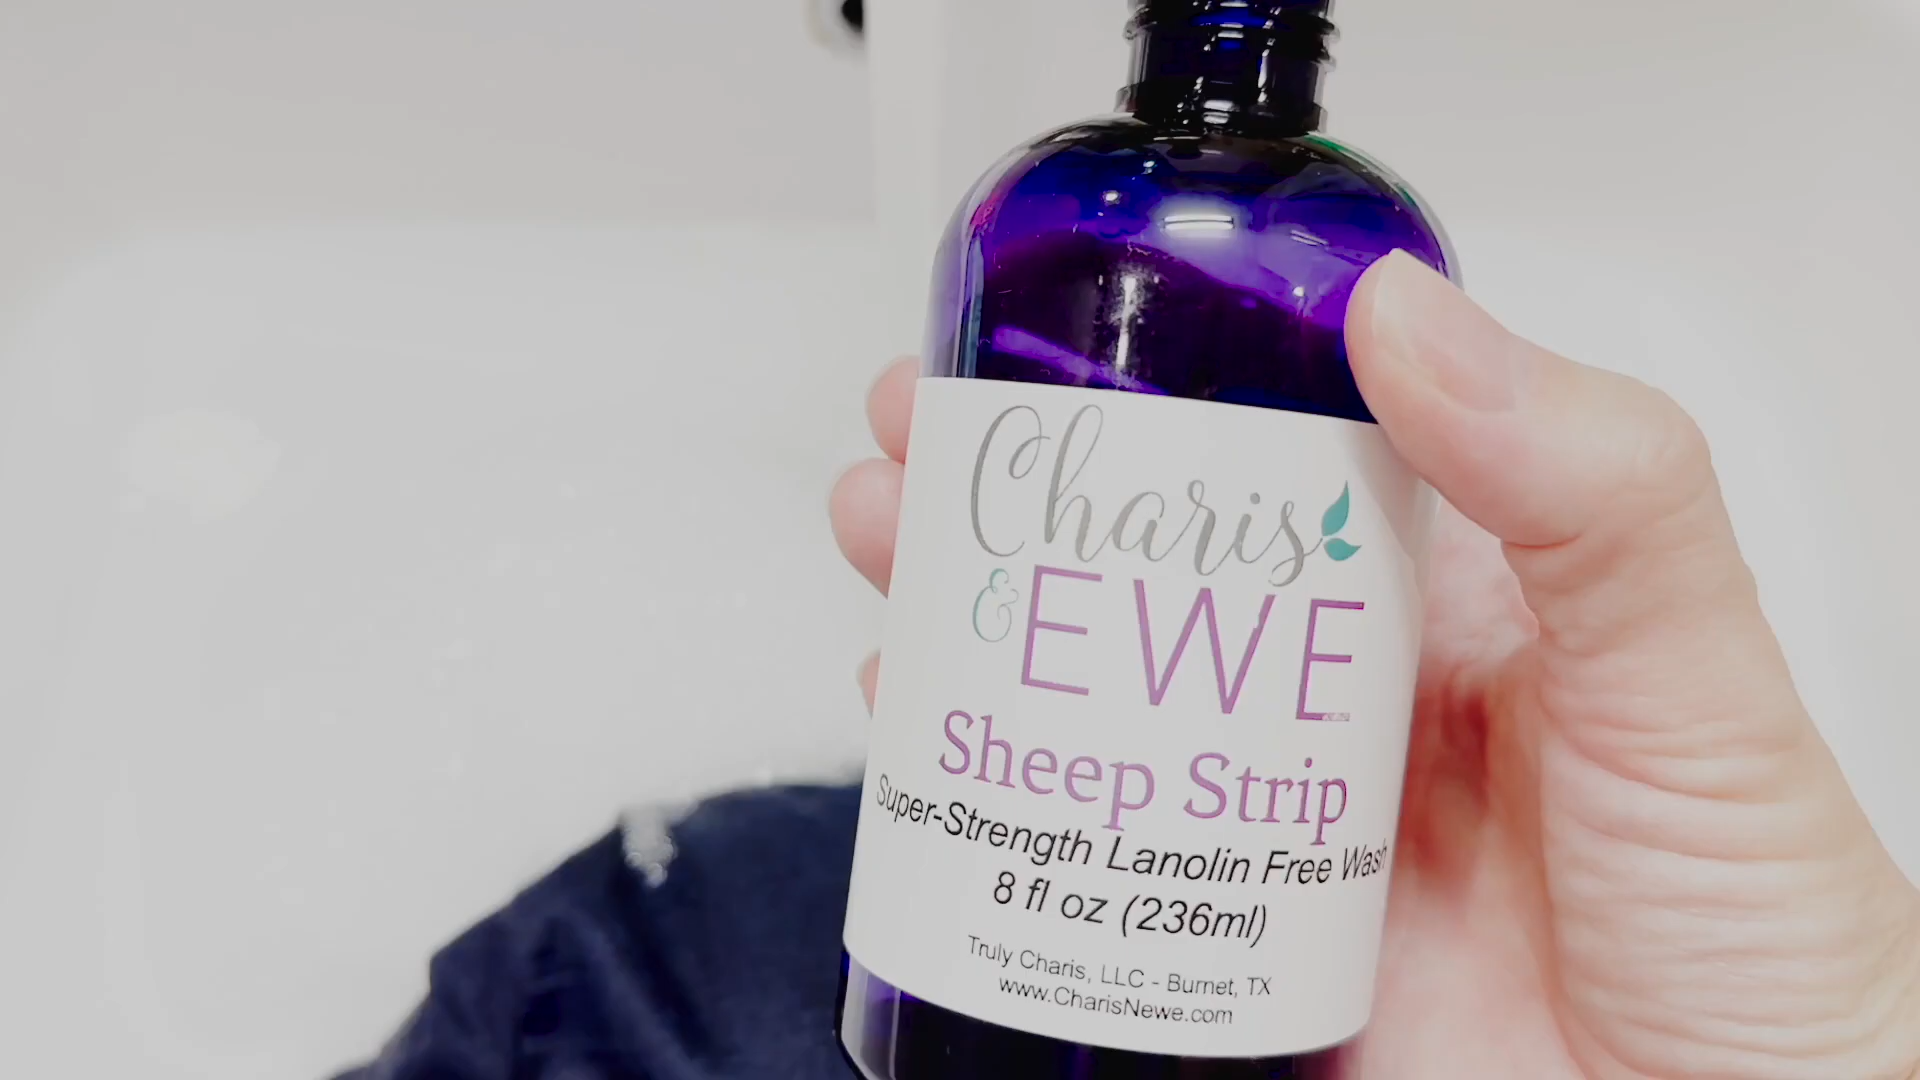 Charis
& EWE
Sheep Strip
Super-Strength Lanolin Free Wash
8 fl oz (236ml)
Truly Charis, LLC - Burnet, TX
www.CharisNewe.com